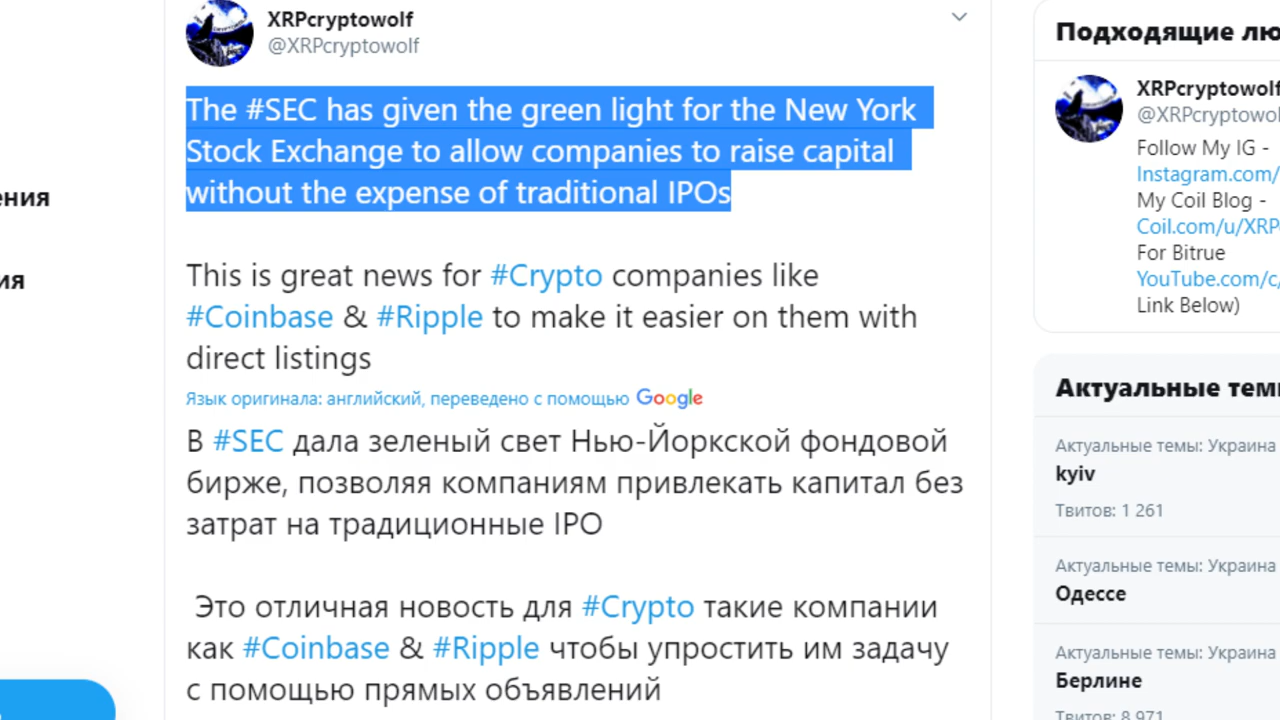 XRPcryptowolf
@XRPcryptowolf
The #SEC has given the green light for the New York
Stock Exchange to allow companies to raise capital
without the expense of traditional IPOs
This is great news for #Crypto companies like
#Coinbase & #Ripple to make it easier on them with
direct listings
Язык оригинала: английский, переведено с помощью Google
В #SEC дала зеленый свет Нью-Йоркской фондовой
бирже, позволяя компаниям привлекать капитал без
затрат на традиционные IPO
Это отличная новость для #Crypto такие компании
как #Coinbase & #Ripple чтобы упростить им задачу
с помощью прямых объявлений
ения
ия
Подходящие лю
XRPcryptowolf
@XRPcryptowol
Follow My IG -
Instagram.com/
My Coil Blog -
Coil.com/u/XRP
For Bitrue
YouTube.com/c/
Link Below)
Актуальные тем
Актуальные темы: Украина
kyiv
Твитов: 1 261
Актуальные темы: Украина
Одессе
Актуальные темы: Украина
Берлине
Твитов: 8 971